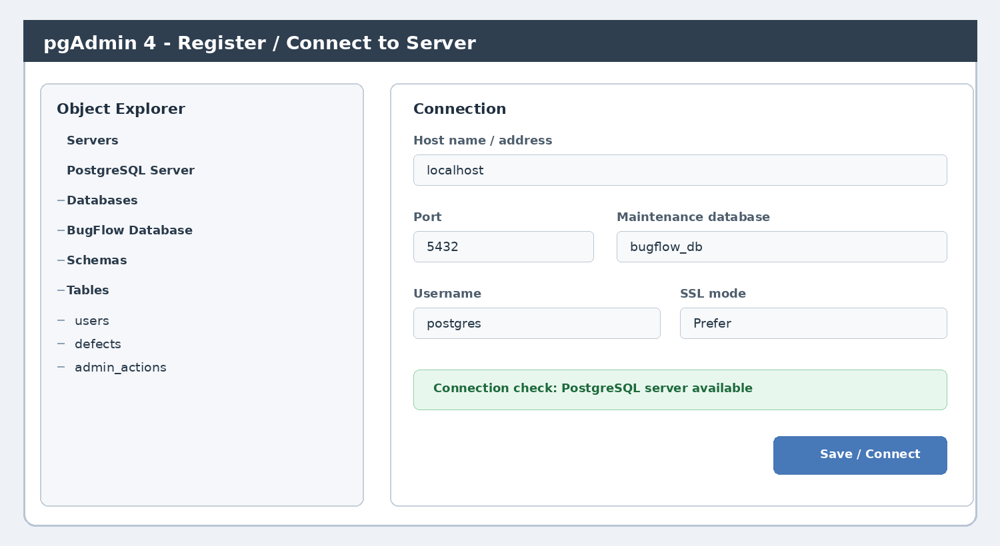 pgAdmin 4 - Register / Connect to Server
Object Explorer
Servers
PostgreSQL Server
Databases
BugFlow Database
Schemas
Tables
users
defects
admin_actions
Connection
Host name / address
localhost
Port
Maintenance database
5432
bugflow_db
Username
SSL mode
postgres
Prefer
Connection check: PostgreSQL server available
Save / Connect